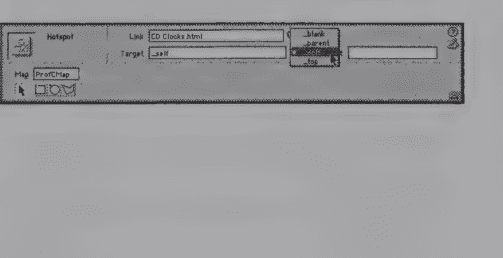 Hotspot
Link CD Clocks.html
Target _self
_blank
_parent
_top
Map ProfCMap